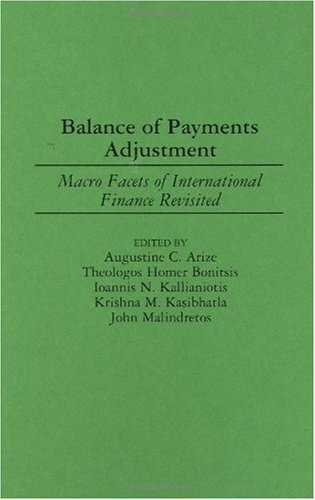 Balance of Payments
Adjustment
Macro Facets of International
Finance Revisited
EDITED BY
Augustine C. Arize
Theologos Homer Bonitsis
Ioannis N. Kallianiotis
Krishna M. Kasibhatla
John Malindretos